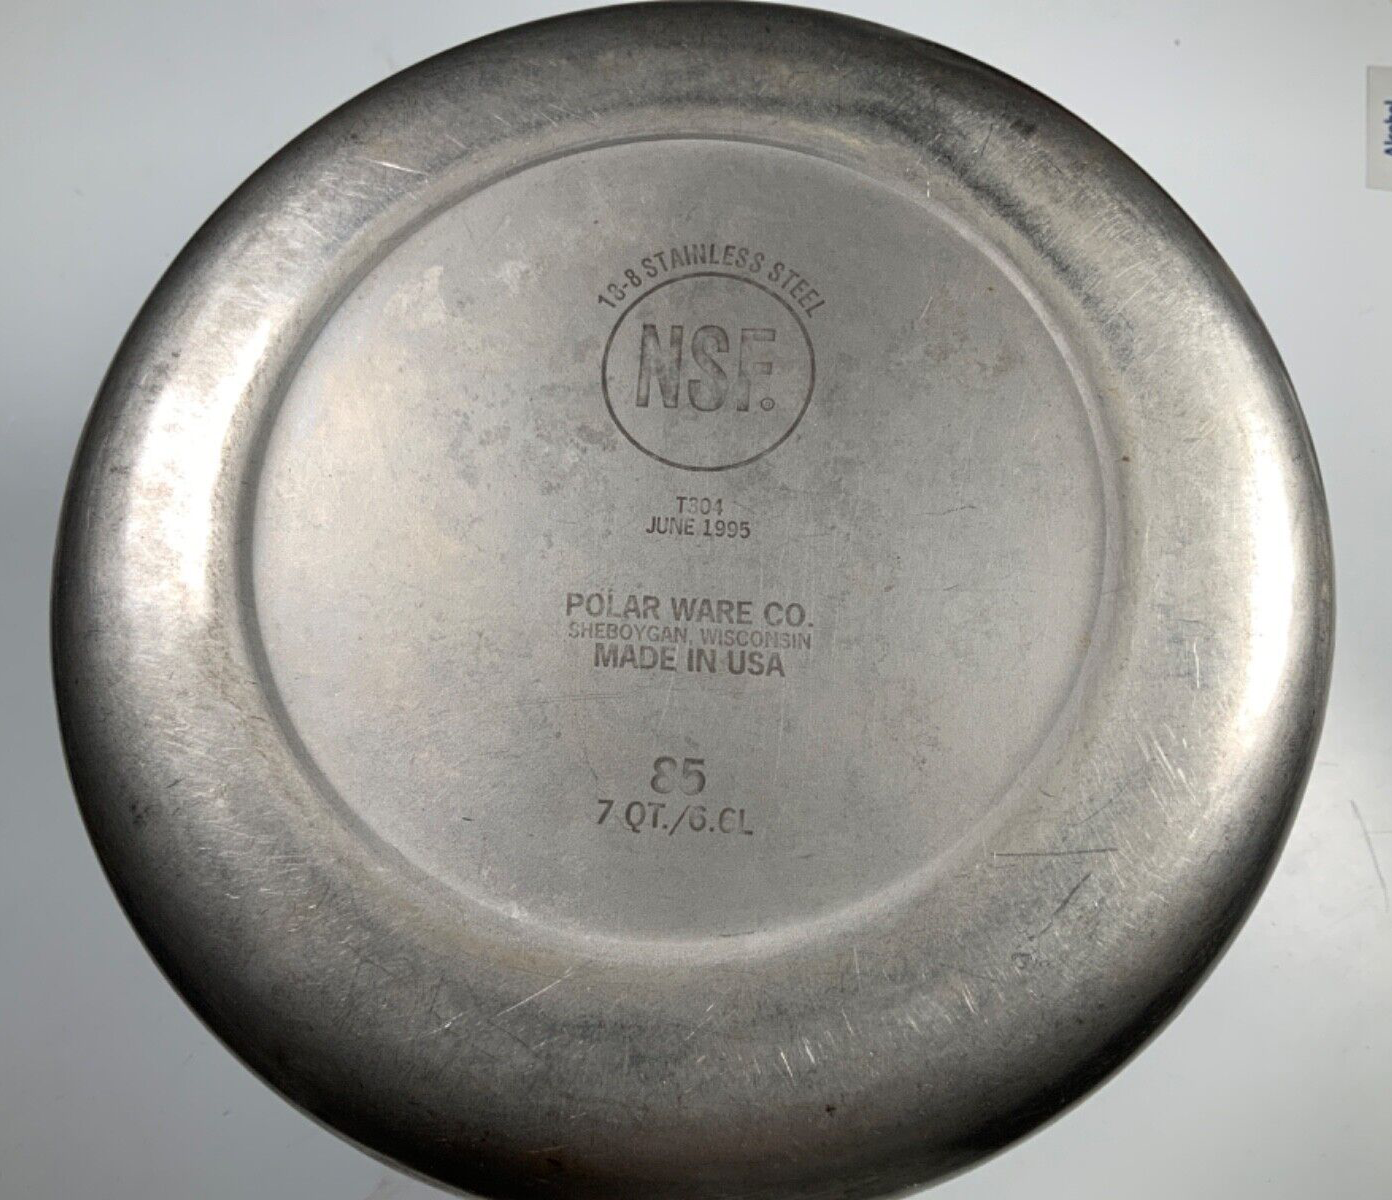 18-8 STAINLESS STEEL
NSF®
T304
JUNE 1995
POLAR WARE CO.
SHEBOYGAN, WISCONSIN
MADE IN USA
85
7 QT./6.6L
Alcohol